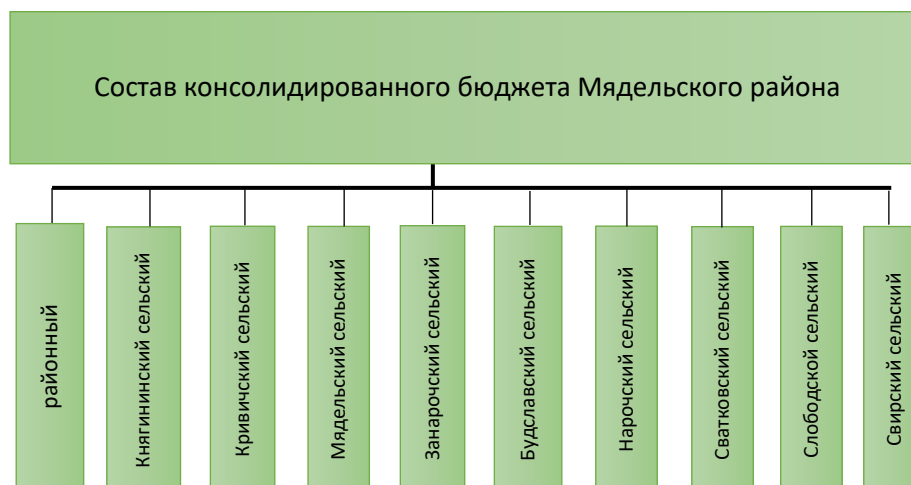 Состав консолидированного бюджета Мядельского района
районный
Княгининский сельский
Кривичский сельский
Мядельский сельский
Занарочский сельский
Будславский сельский
Нарочский сельский
Сватковский сельский
Слободской сельский
Свирский сельский